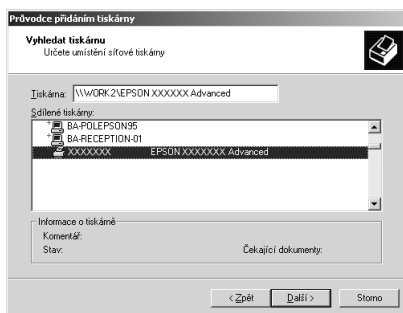 Průvodce přidáním tiskárny
Vyhledat tiskárnu
Určete umístění síťové tiskárny
Tiskárna: \\WORK2\EPSON XXXXXX Advanced
Sdílené tiskárny:
BA-POLEPSON95
BA-RECEPTION-01
XXXXXXX EPSON XXXXXXX Advanced
Informace o tiskárně
Komentář:
Stav: Čekající dokumenty:
< Zpět Další > Storno